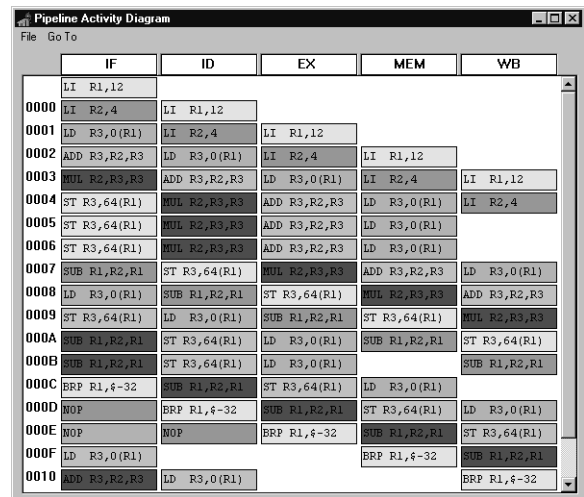 Pipeline Activity Diagram
File Go To
IF ID EX MEM WB
LI R1,12
0000 LI R2,4 LI R1,12
0001 LD R3,0(R1) LI R2,4 LI R1,12
0002 ADD R3,R2,R3 LD R3,0(R1) LI R2,4 LI R1,12
0003 MUL R2,R3,R3 ADD R3,R2,R3 LD R3,0(R1) LI R2,4 LI R1,12
0004 ST R3,64(R1) MUL R2,R3,R3 ADD R3,R2,R3 LD R3,0(R1) LI R2,4
0005 ST R3,64(R1) MUL R2,R3,R3 ADD R3,R2,R3 LD R3,0(R1)
0006 ST R3,64(R1) MUL R2,R3,R3 ADD R3,R2,R3 LD R3,0(R1)
0007 SUB R1,R2,R1 ST R3,64(R1) MUL R2,R3,R3 ADD R3,R2,R3 LD R3,0(R1)
0008 LD R3,0(R1) SUB R1,R2,R1 ST R3,64(R1) MUL R2,R3,R3 ADD R3,R2,R3
0009 ST R3,64(R1) LD R3,0(R1) SUB R1,R2,R1 ST R3,64(R1) MUL R2,R3,R3
000A SUB R1,R2,R1 ST R3,64(R1) LD R3,0(R1) SUB R1,R2,R1 ST R3,64(R1)
000B SUB R1,R2,R1 ST R3,64(R1) LD R3,0(R1) SUB R1,R2,R1
000C BRP R1,$-32 SUB R1,R2,R1 ST R3,64(R1) LD R3,0(R1)
000D NOP BRP R1,$-32 SUB R1,R2,R1 ST R3,64(R1) LD R3,0(R1)
000E NOP NOP BRP R1,$-32 SUB R1,R2,R1 ST R3,64(R1)
000F LD R3,0(R1) BRP R1,$-32 SUB R1,R2,R1
0010 ADD R3,R2,R3 LD R3,0(R1) BRP R1,$-32